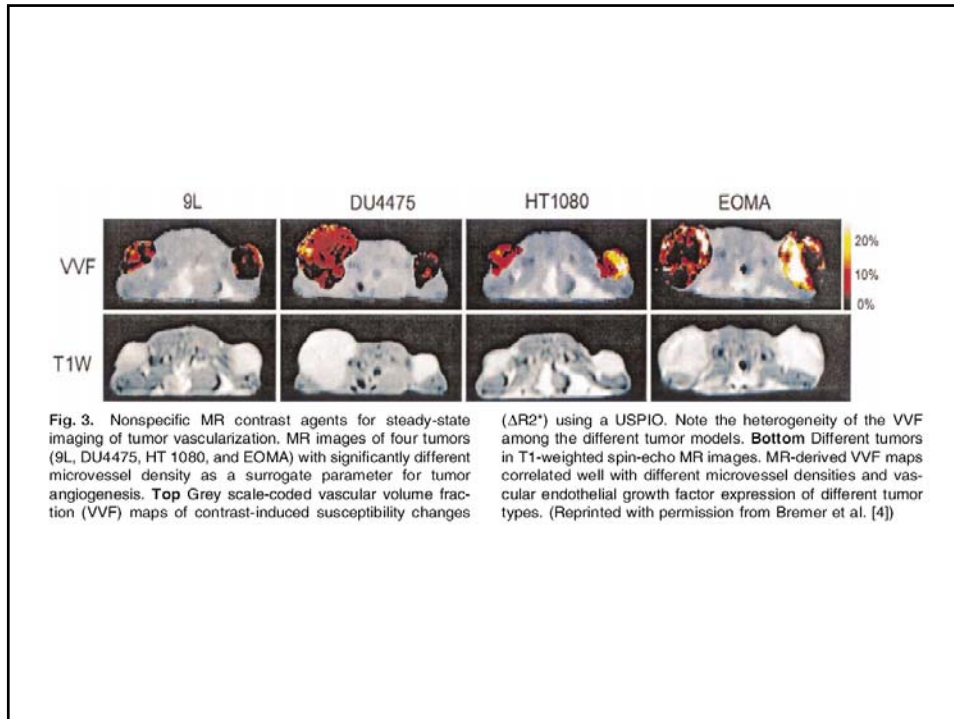 9L DU4475 HT1080 EOMA
VVF
20%
10%
0%
T1W
Fig. 3. Nonspecific MR contrast agents for steady-state
imaging of tumor vascularization. MR images of four tumors
(9L, DU4475, HT 1080, and EOMA) with significantly different
microvessel density as a surrogate parameter for tumor
angiogenesis. Top Grey scale-coded vascular volume frac-
tion (VVF) maps of contrast-induced susceptibility changes
(ΔR2*) using a USPIO. Note the heterogeneity of the VVF
among the different tumor models. Bottom Different tumors
in T1-weighted spin-echo MR images. MR-derived VVF maps
correlated well with different microvessel densities and vas-
cular endothelial growth factor expression of different tumor
types. (Reprinted with permission from Bremer et al. [4])